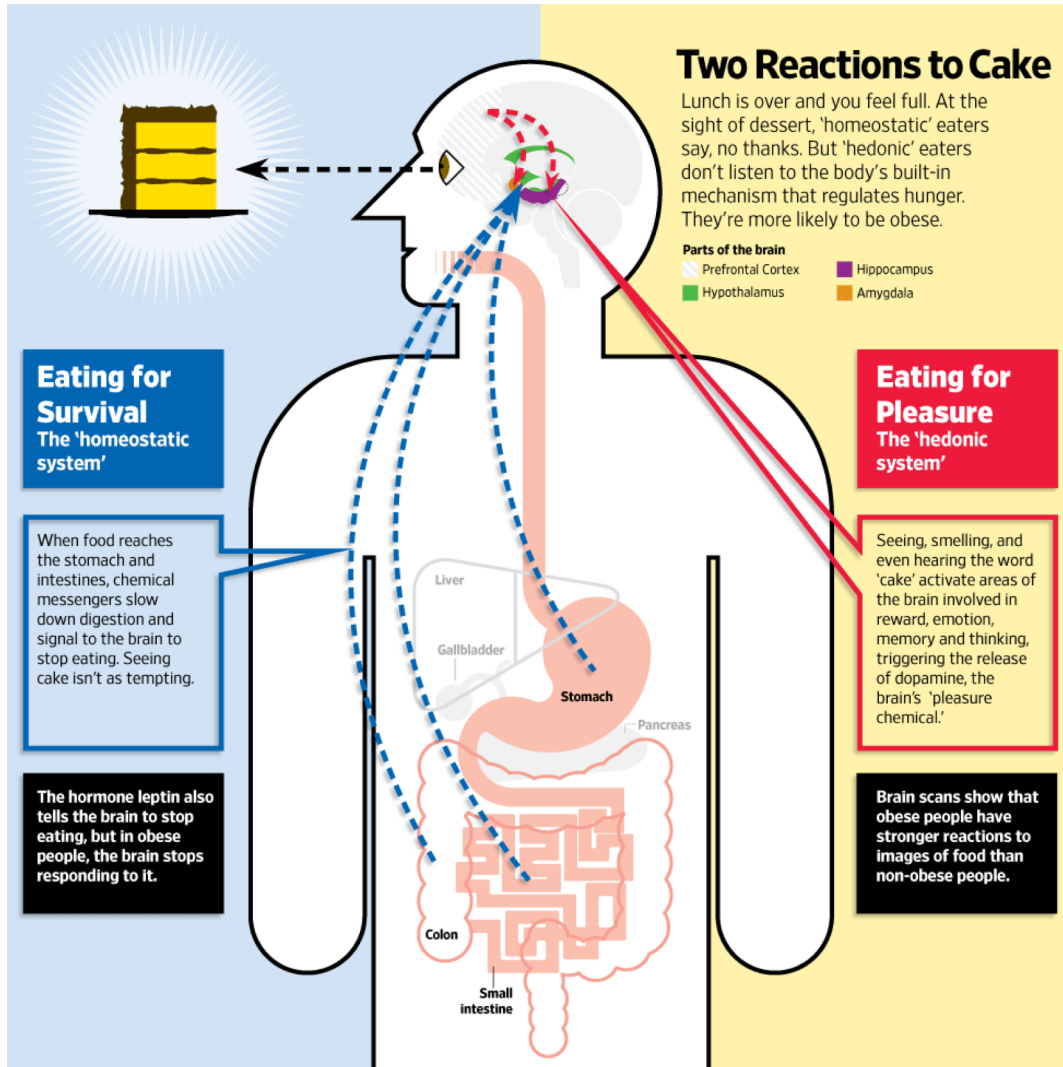 Two Reactions to Cake
Lunch is over and you feel full. At the
sight of dessert, ‘homeostatic’ eaters
say, no thanks. But ‘hedonic’ eaters
don’t listen to the body’s built-in
mechanism that regulates hunger.
They’re more likely to be obese.
Parts of the brain
Prefrontal Cortex
Hippocampus
Hypothalamus
Amygdala
Eating for
Survival
The ‘homeostatic
system’
When food reaches
the stomach and
intestines, chemical
messengers slow
down digestion and
signal to the brain to
stop eating. Seeing
cake isn’t as tempting.
The hormone leptin also
tells the brain to stop
eating, but in obese
people, the brain stops
responding to it.
Liver
Gallbladder
Stomach
Pancreas
Colon
Small
intestine
Eating for
Pleasure
The ‘hedonic
system’
Seeing, smelling, and
even hearing the word
‘cake’ activate areas of
the brain involved in
reward, emotion,
memory and thinking,
triggering the release
of dopamine, the
brain’s ‘pleasure
chemical.’
Brain scans show that
obese people have
stronger reactions to
images of food than
non-obese people.